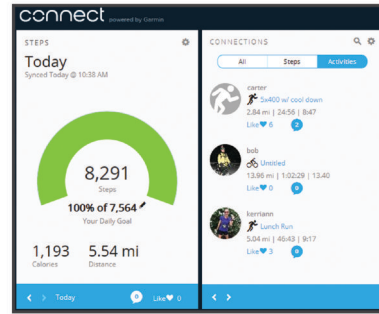 connect powered by Garmin
STEPS
Today
Synced Today @ 10:38 AM
8,291
Steps
100% of 7,564
Your Daily Goal
1,193
Calories
5.54 mi
Distance
Today
0
Like 0
CONNECTIONS
All
Steps
Activities
carter
5x400 w/ cool down
2.84 mi | 24:56 | 8:47
Like 6
2
bob
Untitled
13.96 mi | 1:02:29 | 13.40
Like 0
0
kerriann
Lunch Run
5.04 mi | 46:43 | 9:17
Like 3
0